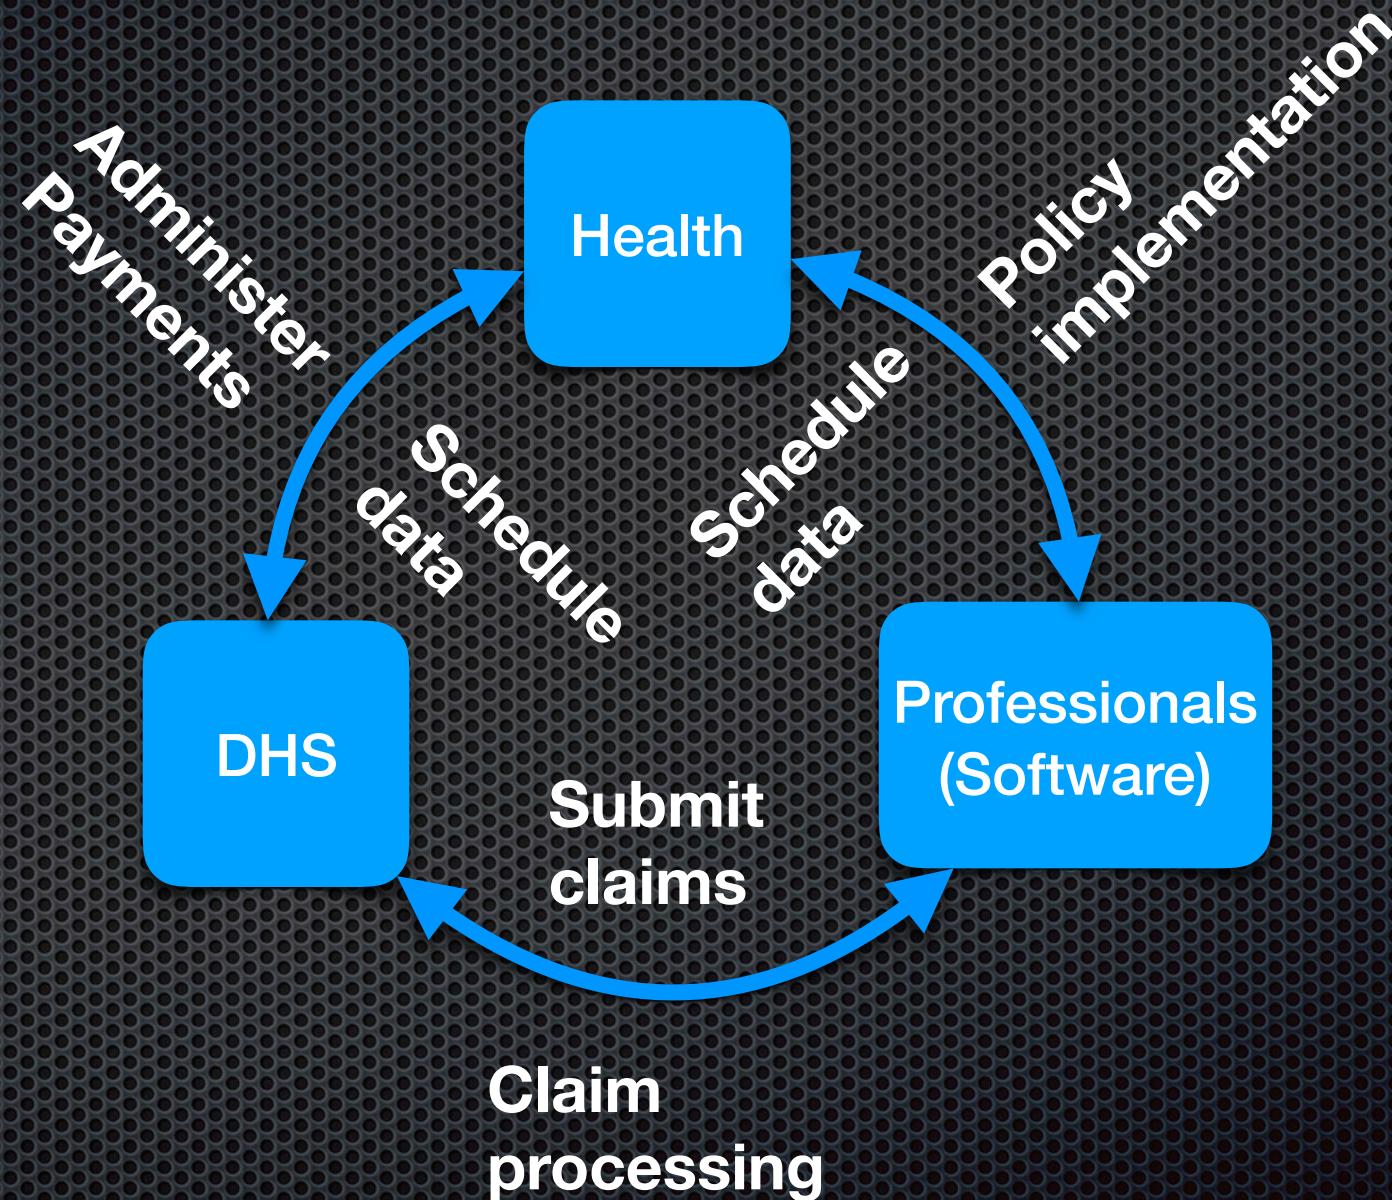 Health
Administer
Payments
Policy
implementation
Schedule
data
Schedule
data
DHS
Professionals
(Software)
Submit
claims
Claim
processing